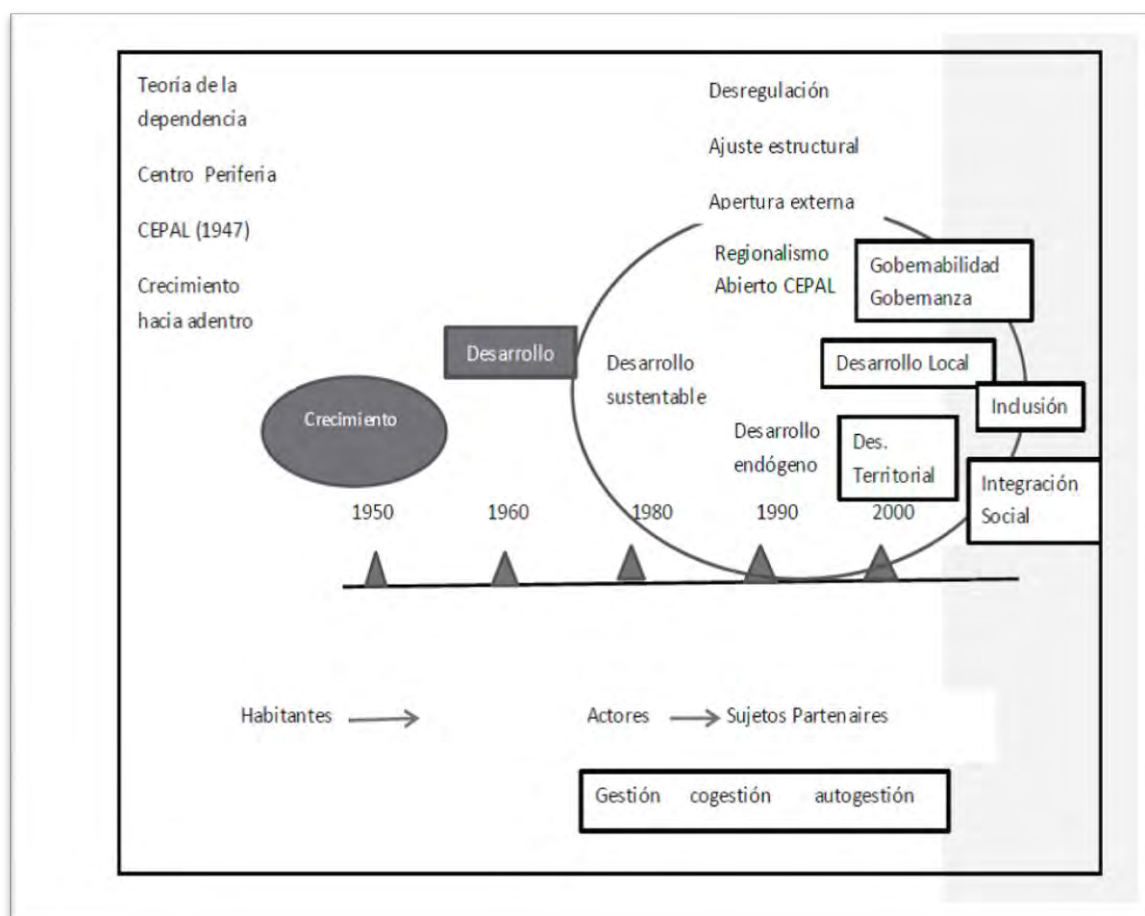 Teoría de la
dependencia
Centro Periferia
CEPAL (1947)
Crecimiento
hacia adentro
Desregulación
Ajuste estructural
Apertura externa
Regionalismo
Abierto CEPAL
Gobernabilidad
Gobernanza
Desarrollo
Crecimiento
Desarrollo
sustentable
Desarrollo Local
Inclusión
Desarrollo
endógeno
Des.
Territorial
Integración
Social
1950 1960 1980 1990 2000
Habitantes Actores Sujetos Partenaires
Gestión cogestión autogestión